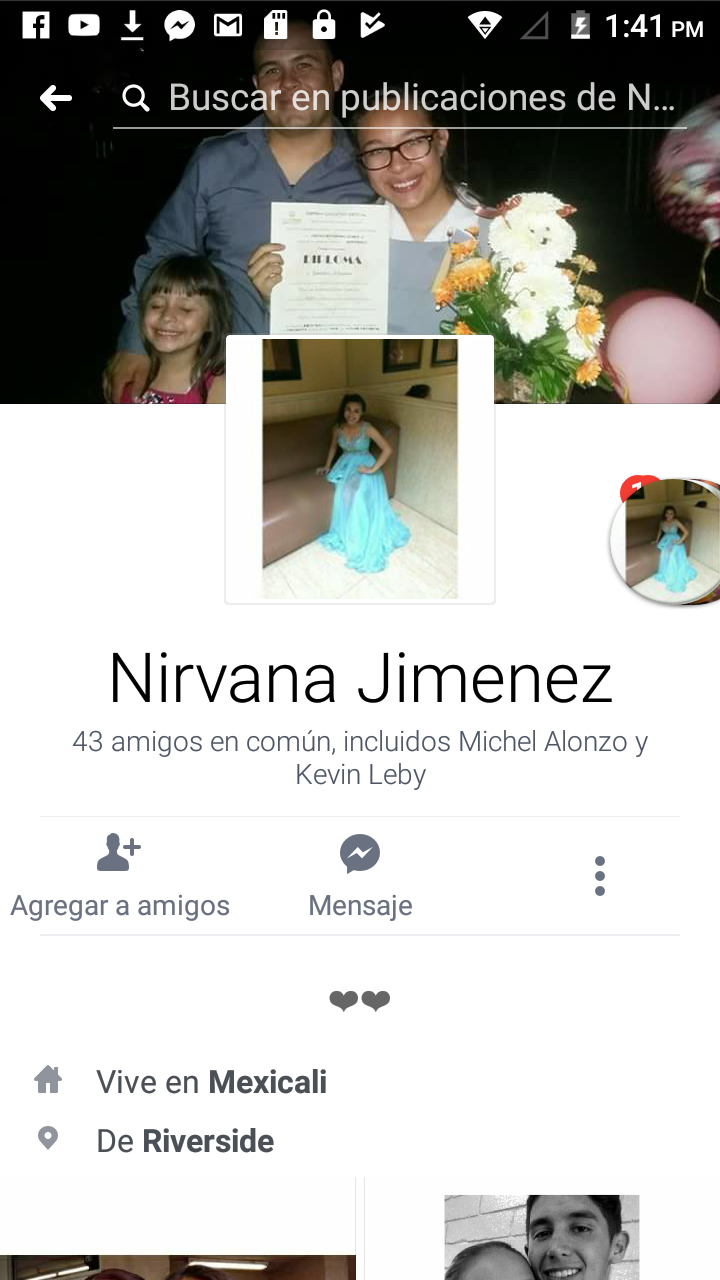 1:41 PM
Buscar en publicaciones de N...
DIPLOMA
1
Nirvana Jimenez
43 amigos en común, incluidos Michel Alonzo y
Kevin Leby
Agregar a amigos
Mensaje
Vive en Mexicali
De Riverside